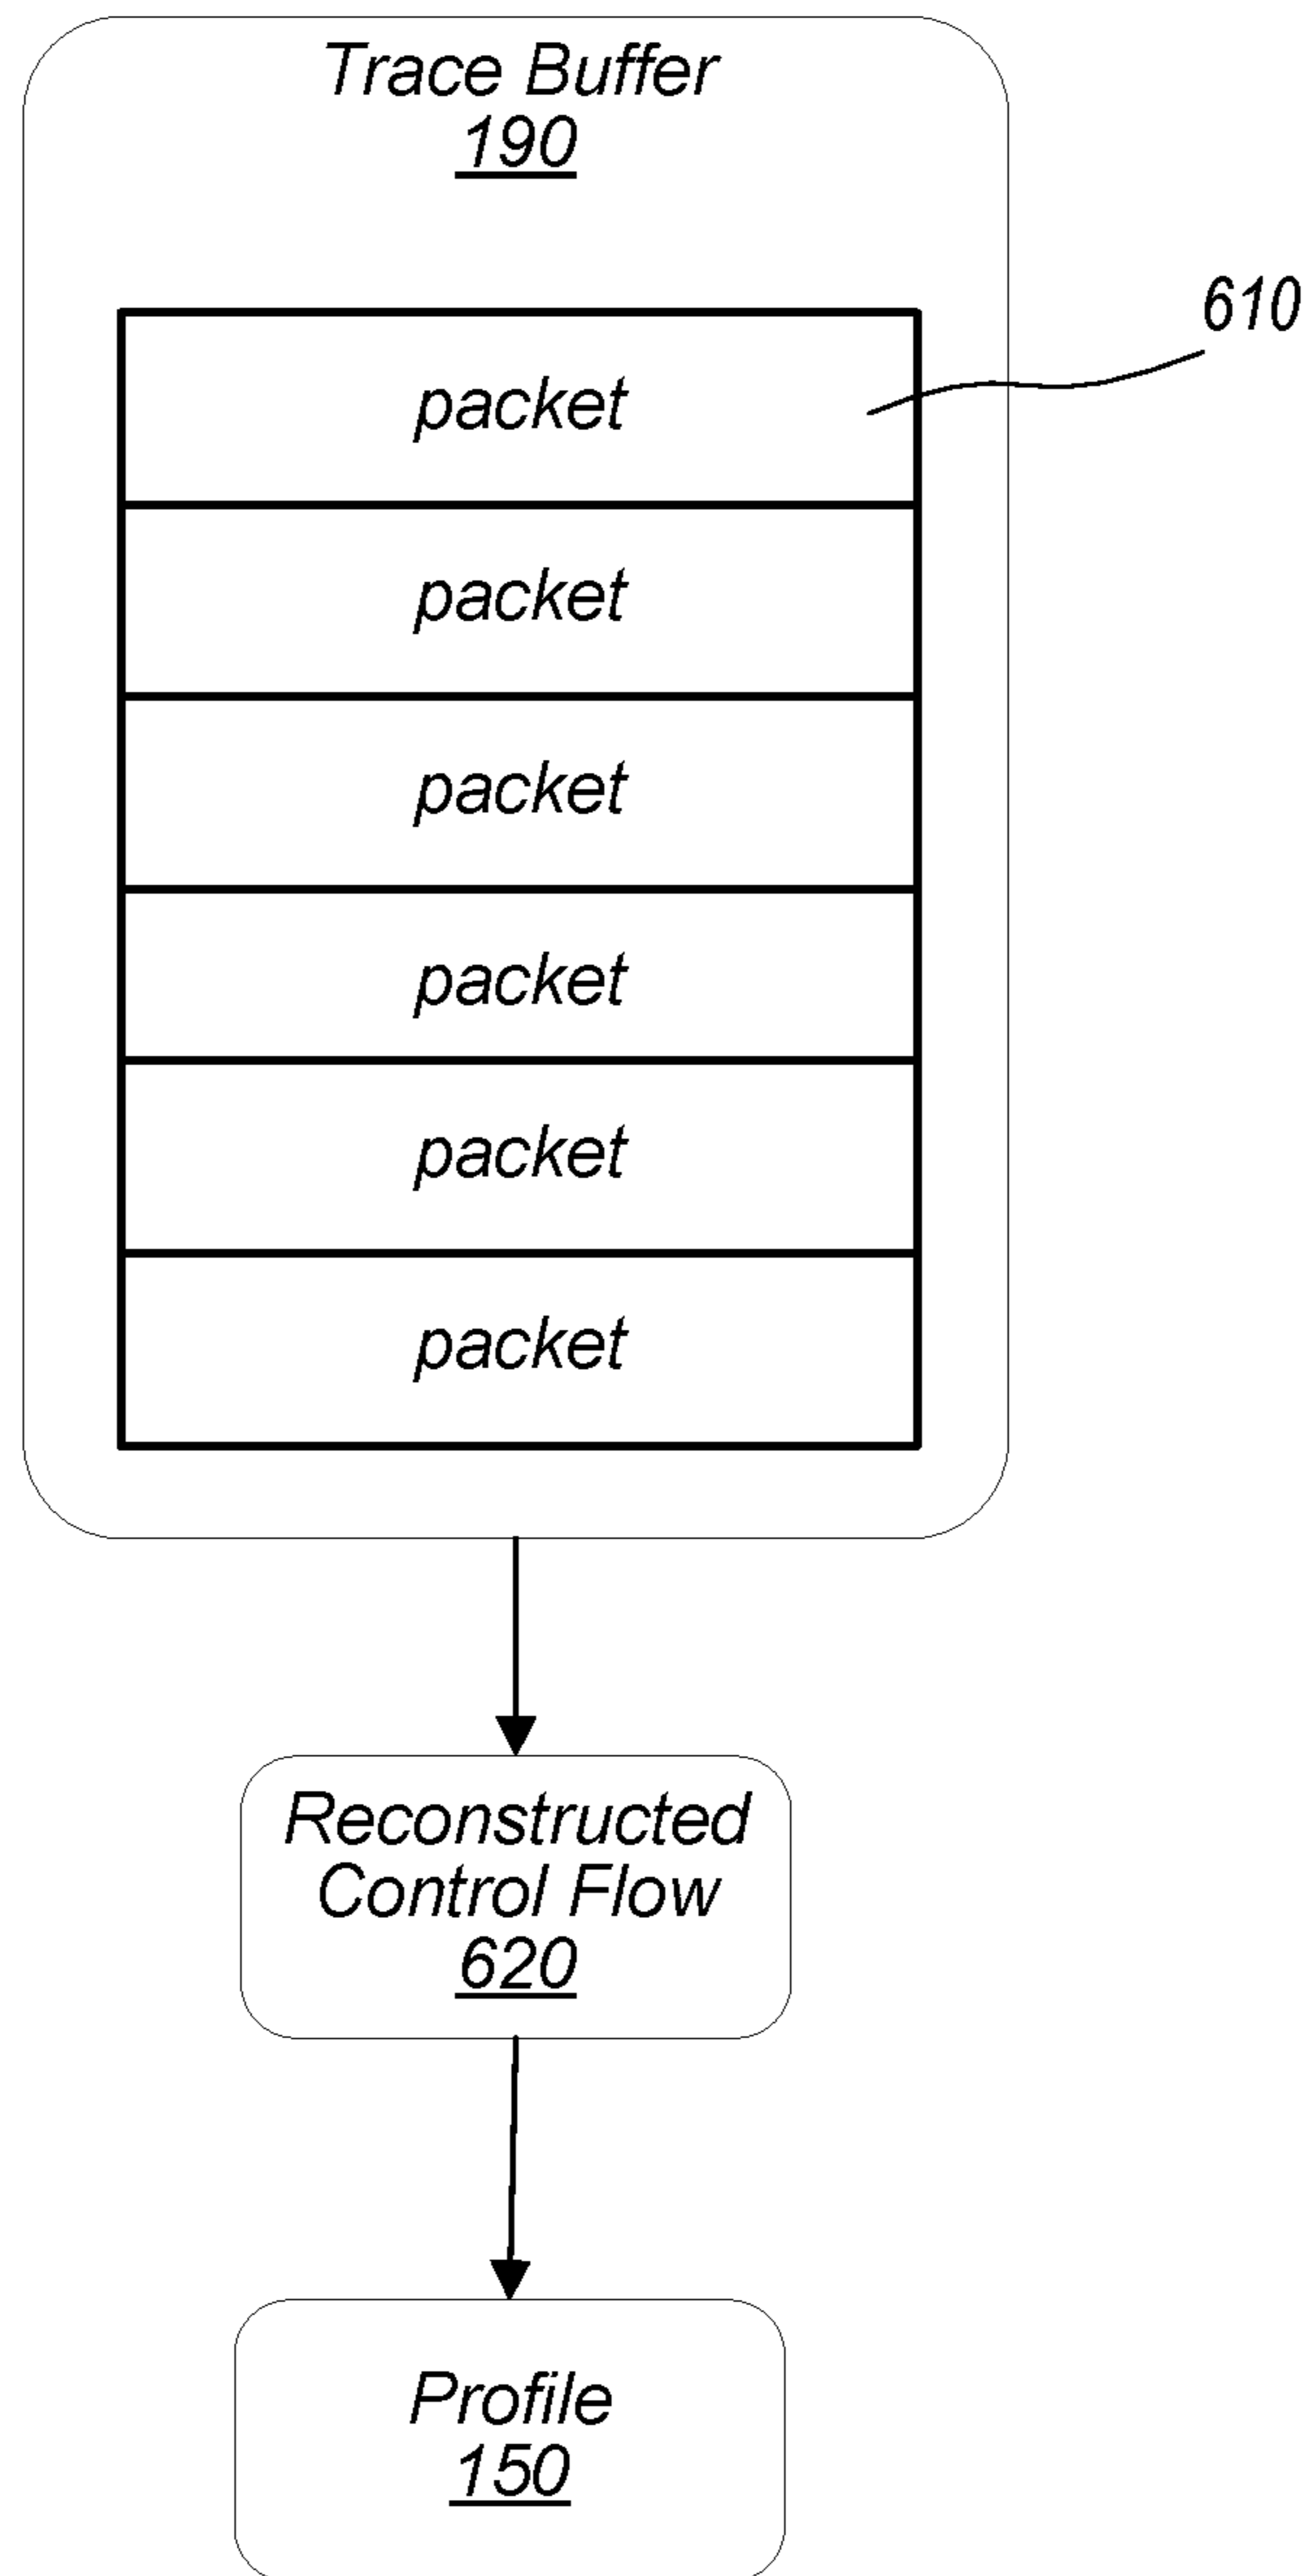 Trace Buffer
190
610
packet
packet
packet
packet
packet
packet
Reconstructed
Control Flow
620
Profile
150